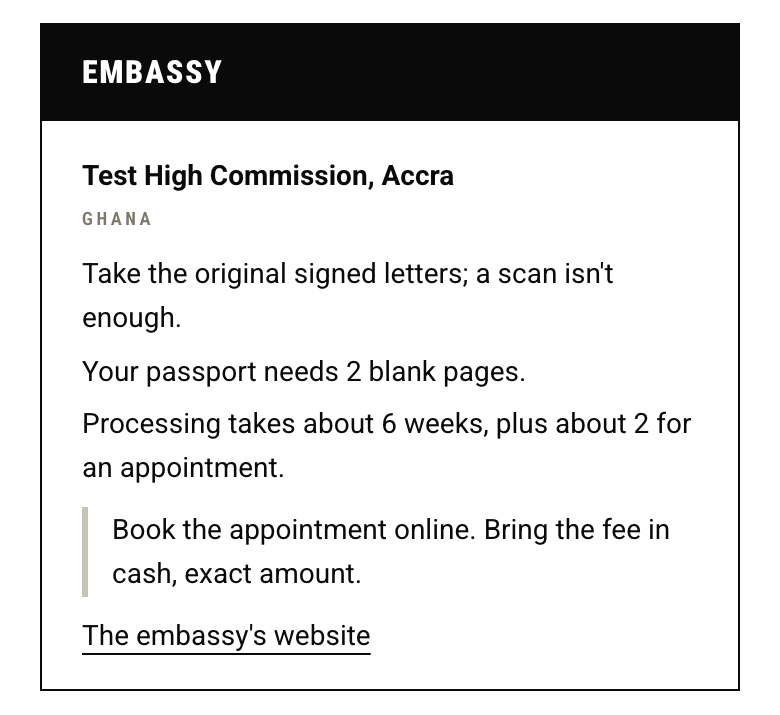 EMBASSY
Test High Commission, Accra
GHANA
Take the original signed letters; a scan isn't
enough.
Your passport needs 2 blank pages.
Processing takes about 6 weeks, plus about 2 for
an appointment.
Book the appointment online. Bring the fee in
cash, exact amount.
The embassy's website